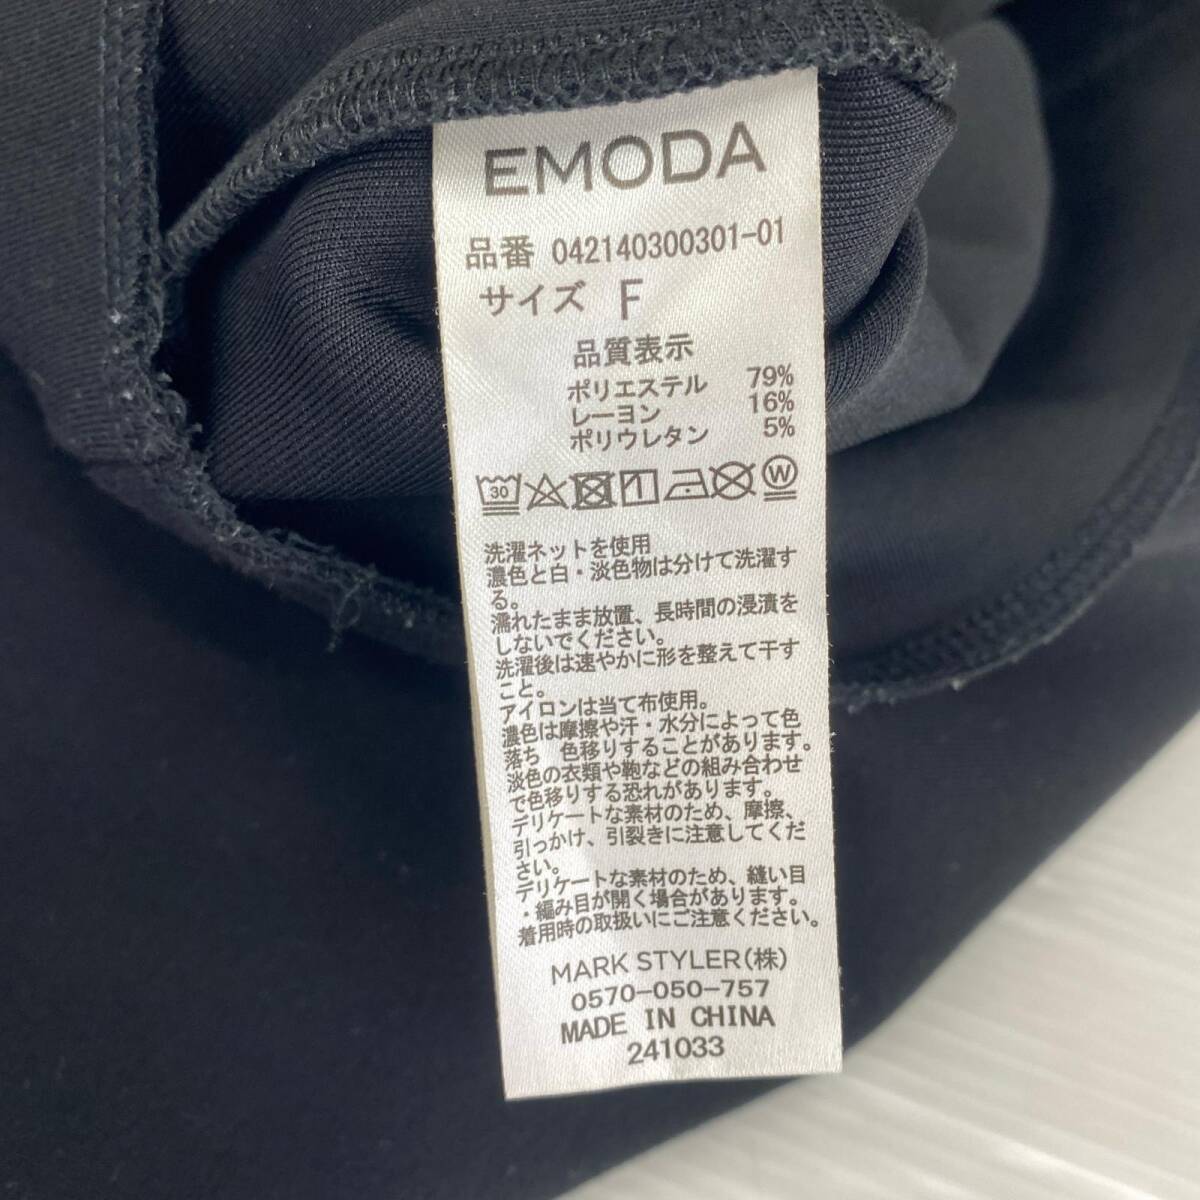 EMODA
品番 042140300301-01
サイズ F
品質表示
ポリエステル 79%
レーヨン 16%
ポリウレタン 5%
30 W
洗濯ネットを使用
濃色と白・淡色物は分けて洗濯す
る。
濡れたまま放置、長時間の浸漬を
しないでください。
洗濯後は速やかに形を整えて干す
こと。
アイロンは当て布使用。
濃色は摩擦や汗・水分によって色
落ち 色移りすることがあります。
淡色の衣類や鞄などの組み合わせ
で色移りする恐れがあります。
デリケートな素材のため、摩擦、
引っかけ、引裂きに注意してくだ
さい。
デリケートな素材のため、縫い目
・編み目が開く場合があります。
着用時の取扱いにご注意ください。
MARK STYLER(株)
0570-050-757
MADE IN CHINA
241033